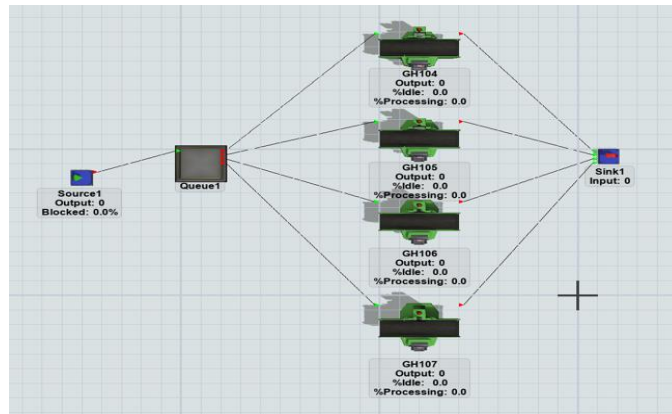 GH104
Output: 0
%Idle: 0.0
%Processing: 0.0
GH105
Output: 0
%Idle: 0.0
%Processing: 0.0
Source1
Output: 0
Blocked: 0.0%
Queue1
Sink1
Input: 0
GH106
Output: 0
%Idle: 0.0
%Processing: 0.0
GH107
Output: 0
%Idle: 0.0
%Processing: 0.0